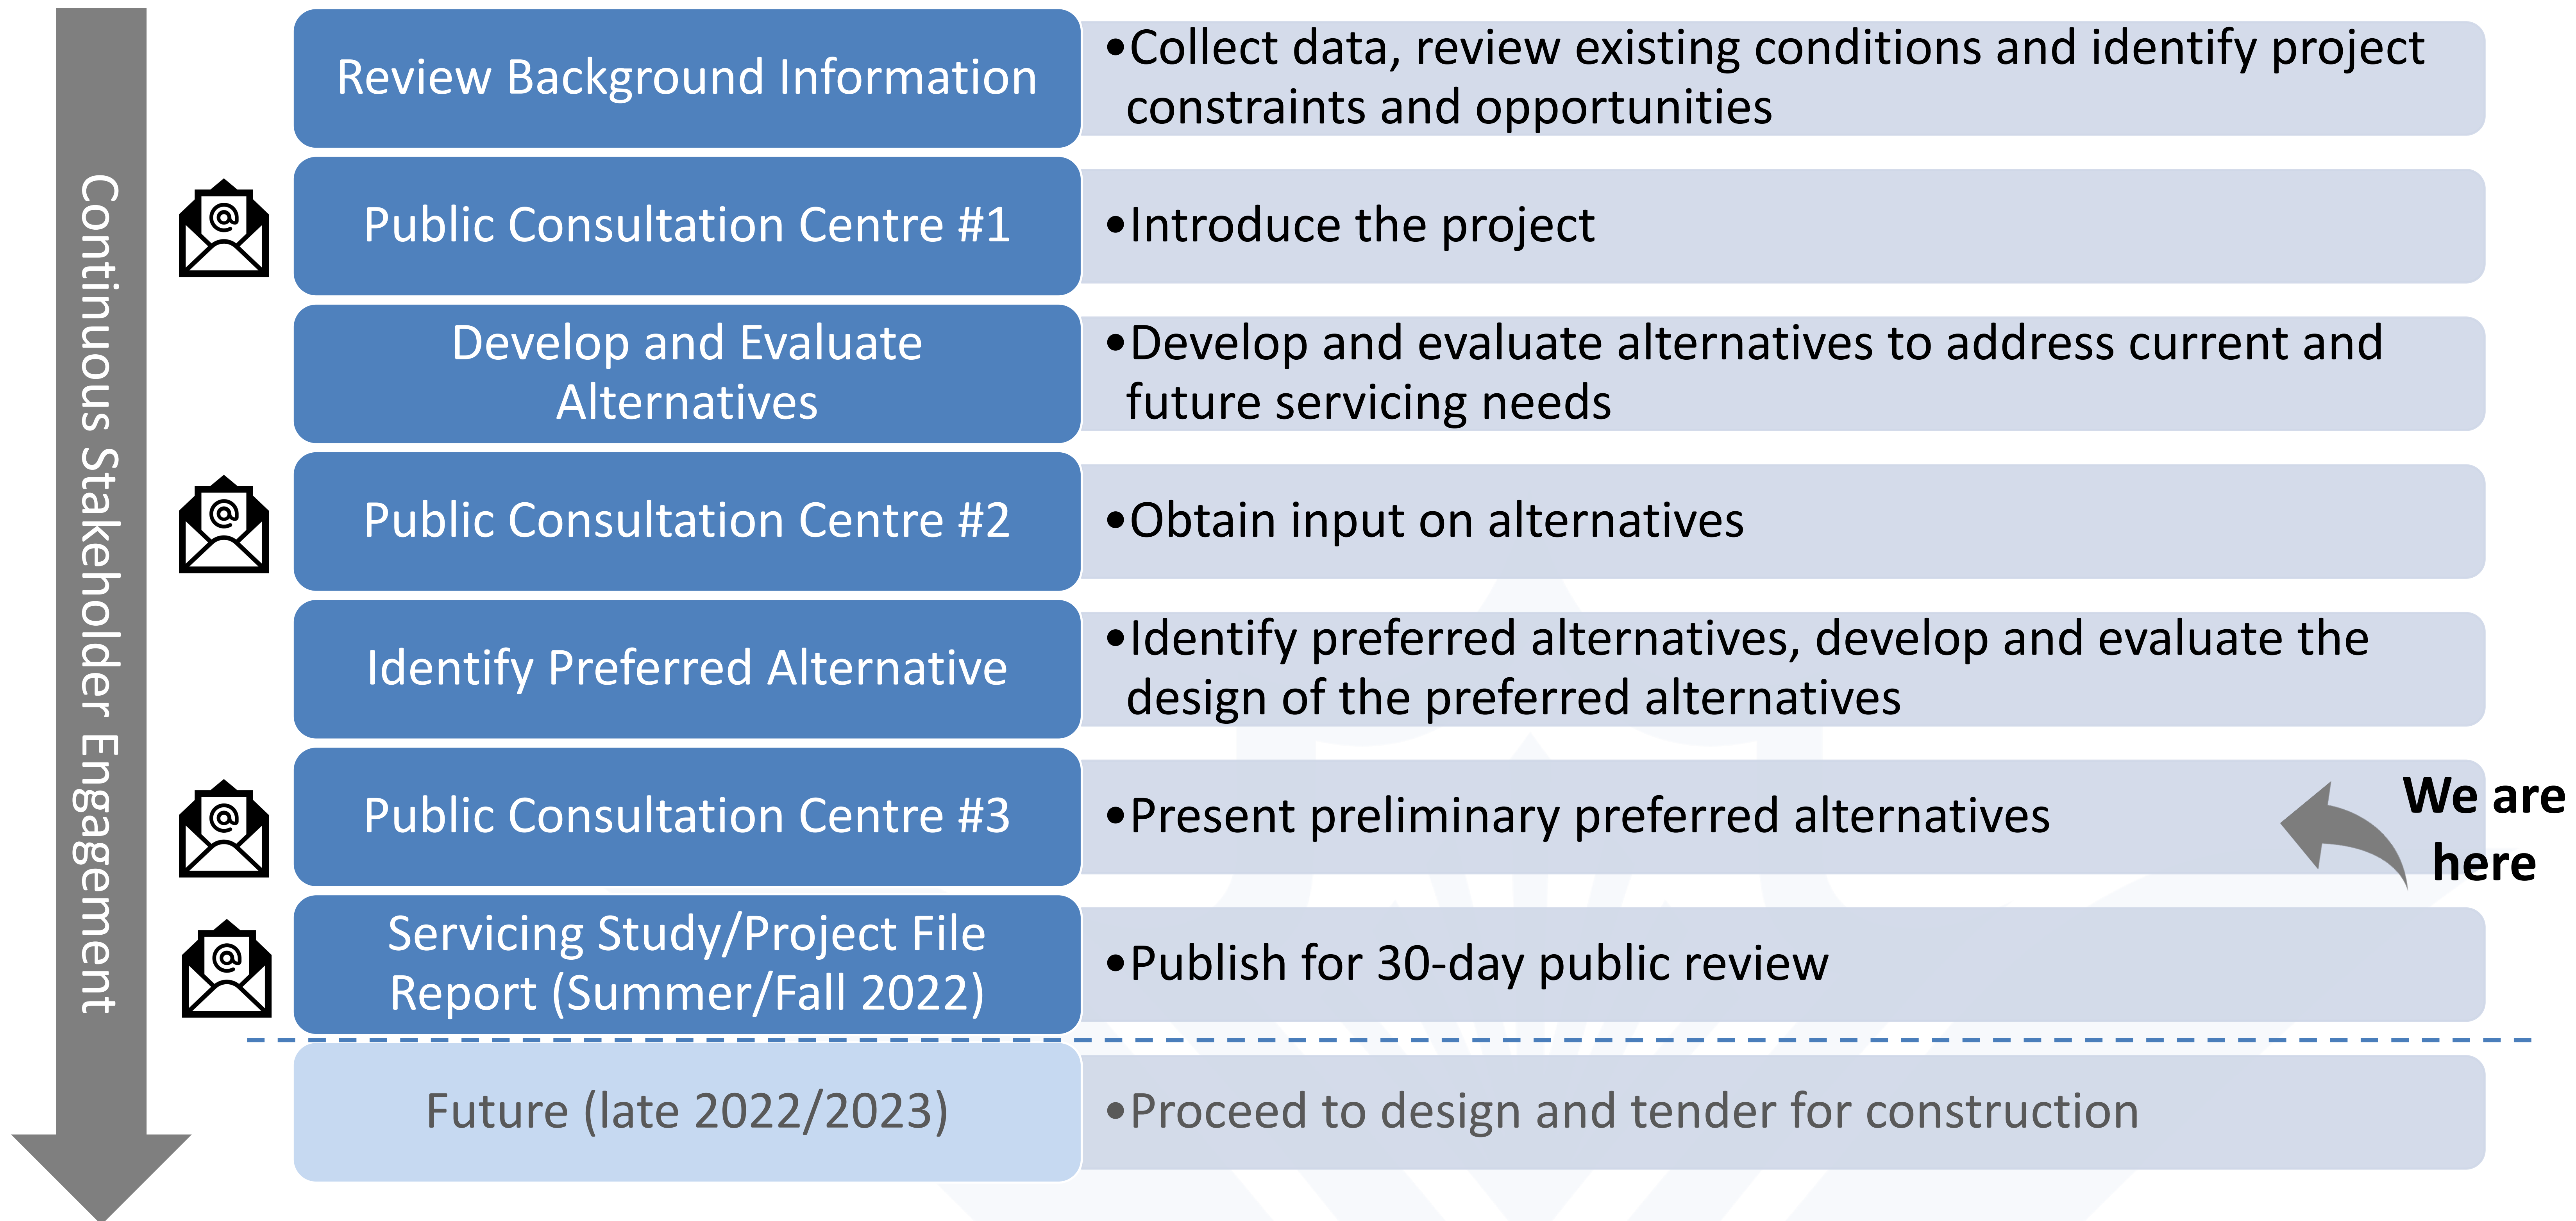 Continuous Stakeholder Engagement
Review Background Information
•Collect data, review existing conditions and identify project
constraints and opportunities
@
Public Consultation Centre #1
•Introduce the project
Develop and Evaluate
Alternatives
•Develop and evaluate alternatives to address current and
future servicing needs
@
Public Consultation Centre #2
•Obtain input on alternatives
Identify Preferred Alternative
•Identify preferred alternatives, develop and evaluate the
design of the preferred alternatives
@
Public Consultation Centre #3
•Present preliminary preferred alternatives
We are
here
@
Servicing Study/Project File
Report (Summer/Fall 2022)
•Publish for 30-day public review
Future (late 2022/2023)
•Proceed to design and tender for construction